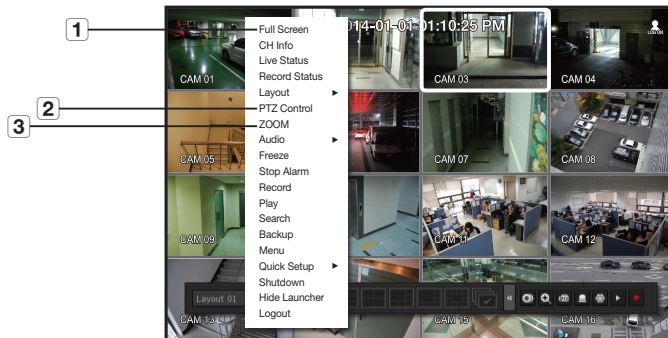 1
2
3
Full Screen
CH Info
Live Status
Record Status
Layout
PTZ Control
ZOOM
Audio
Freeze
Stop Alarm
Record
Play
Search
Backup
Menu
Quick Setup
Shutdown
Hide Launcher
Logout
014-01-01 01:10:25 PM
LOG ON
CAM 01
CAM 03
CAM 04
CAM 05
CAM 07
CAM 08
CAM 09
CAM 11
CAM 12
Layout 01
CAM 13
CAM 15
CAM 16